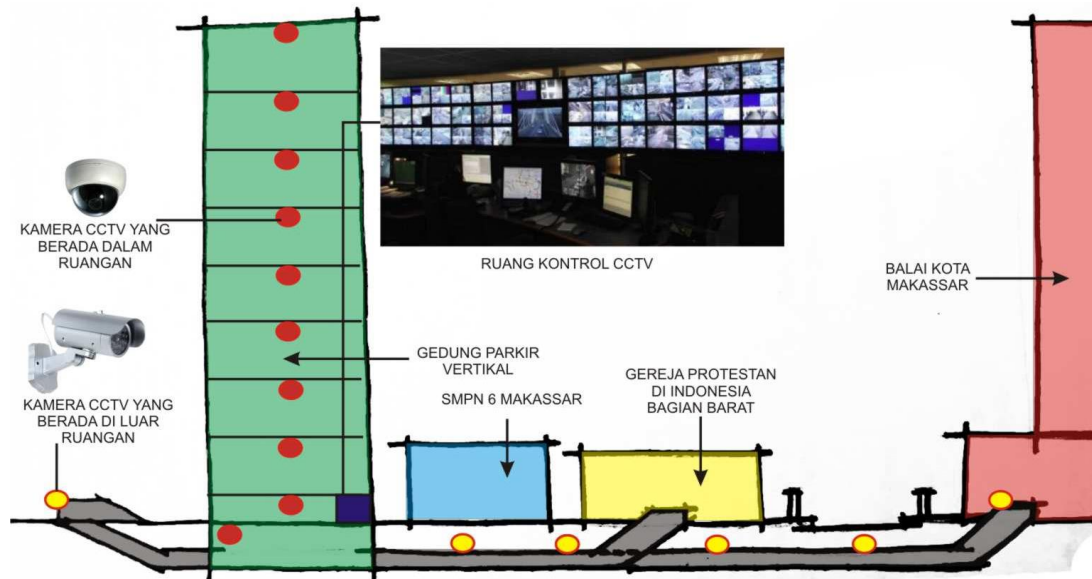 KAMERA CCTV YANG
BERADA DALAM
RUANGAN
KAMERA CCTV YANG
BERADA DI LUAR
RUANGAN
RUANG KONTROL CCTV
GEDUNG PARKIR
VERTIKAL
SMPN 6 MAKASSAR
GEREJA PROTESTAN
DI INDONESIA
BAGIAN BARAT
BALAI KOTA
MAKASSAR